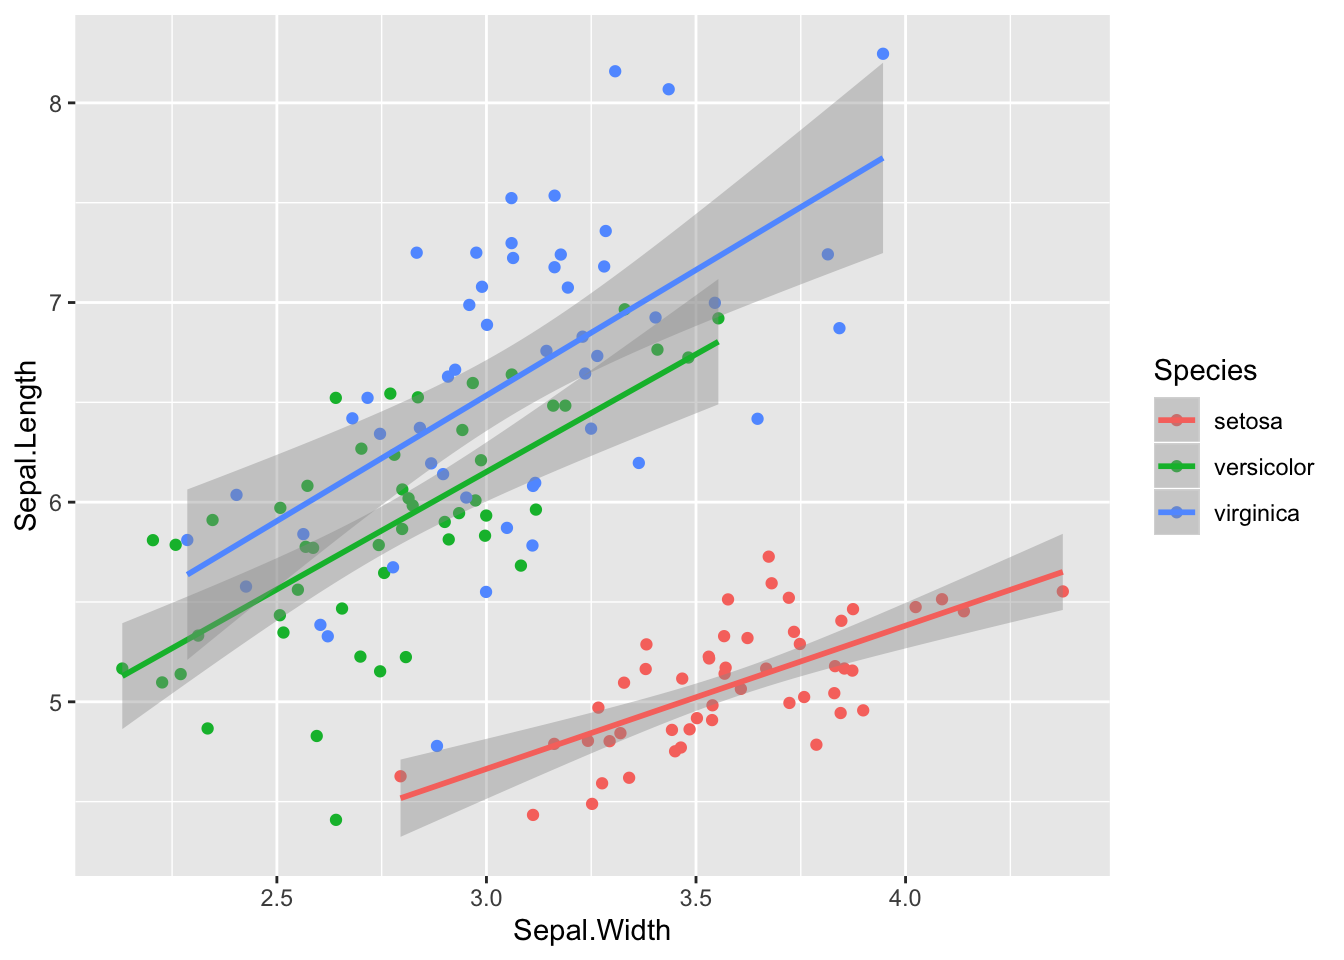 8
7
6
5
Sepal.Length
2.5 3.0 3.5 4.0
Sepal.Width
Species
setosa
versicolor
virginica